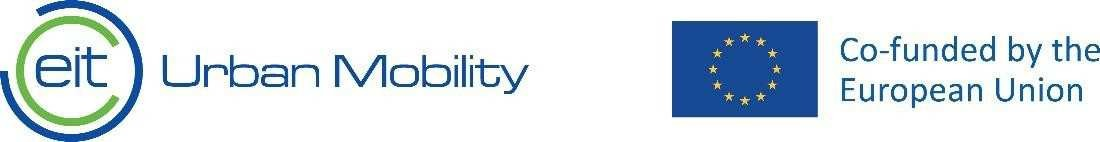 eit Urban Mobility
Co-funded by the
European Union